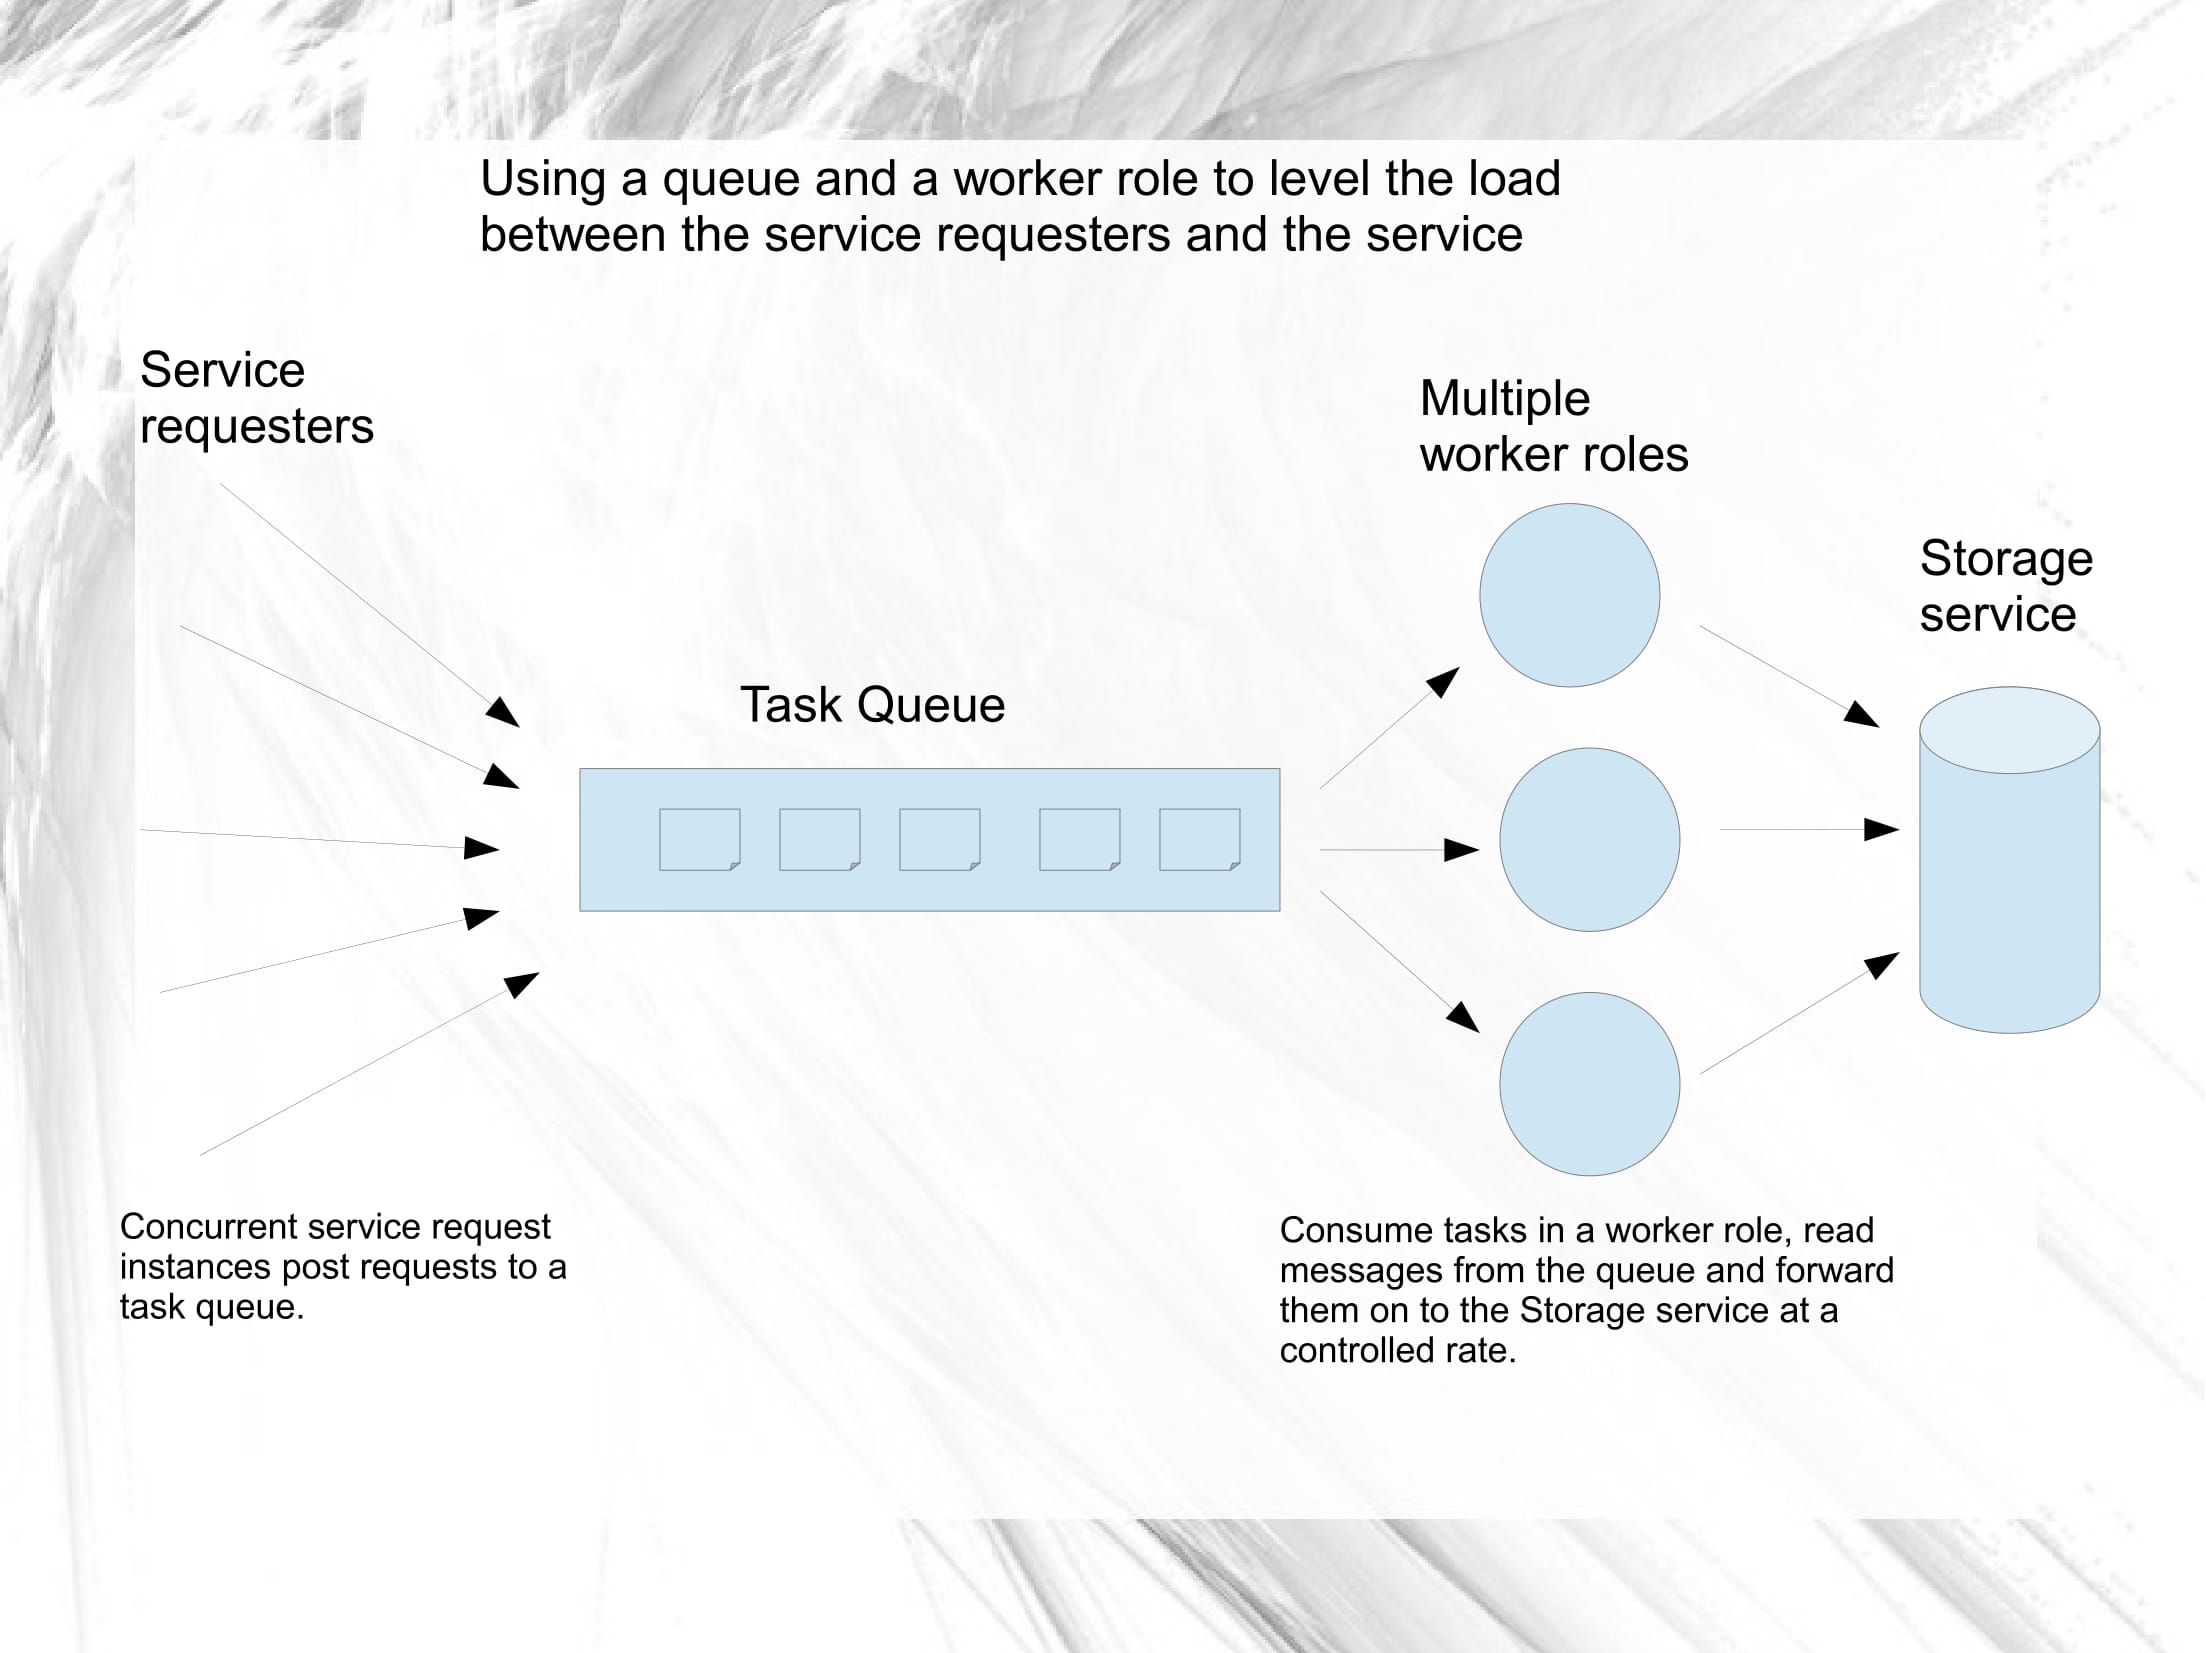 Using a queue and a worker role to level the load
between the service requesters and the service
Service
requesters
Multiple
worker roles
Storage
service
Task Queue
Concurrent service request
instances post requests to a
task queue.
Consume tasks in a worker role, read
messages from the queue and forward
them on to the Storage service at a
controlled rate.